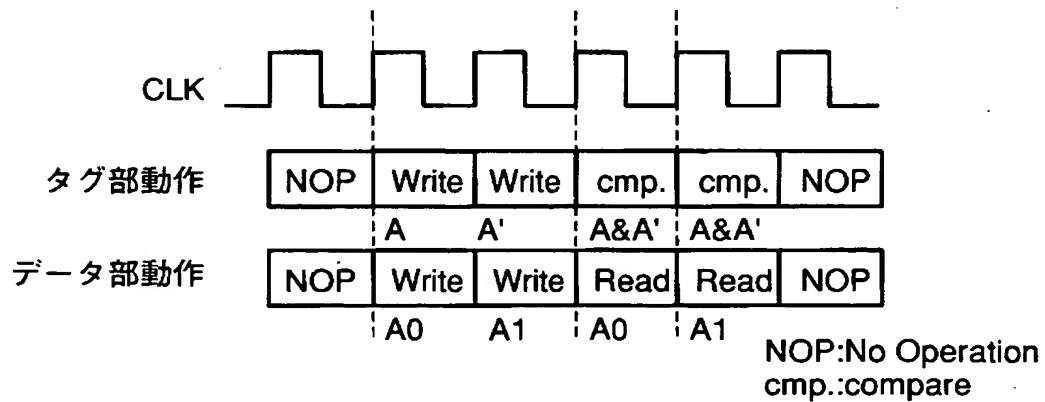 CLK
タグ部動作 NOP Write Write cmp. cmp. NOP
A A' A&A' A&A'
データ部動作 NOP Write Write Read Read NOP
A0 A1 A0 A1
NOP:No Operation
cmp.:compare